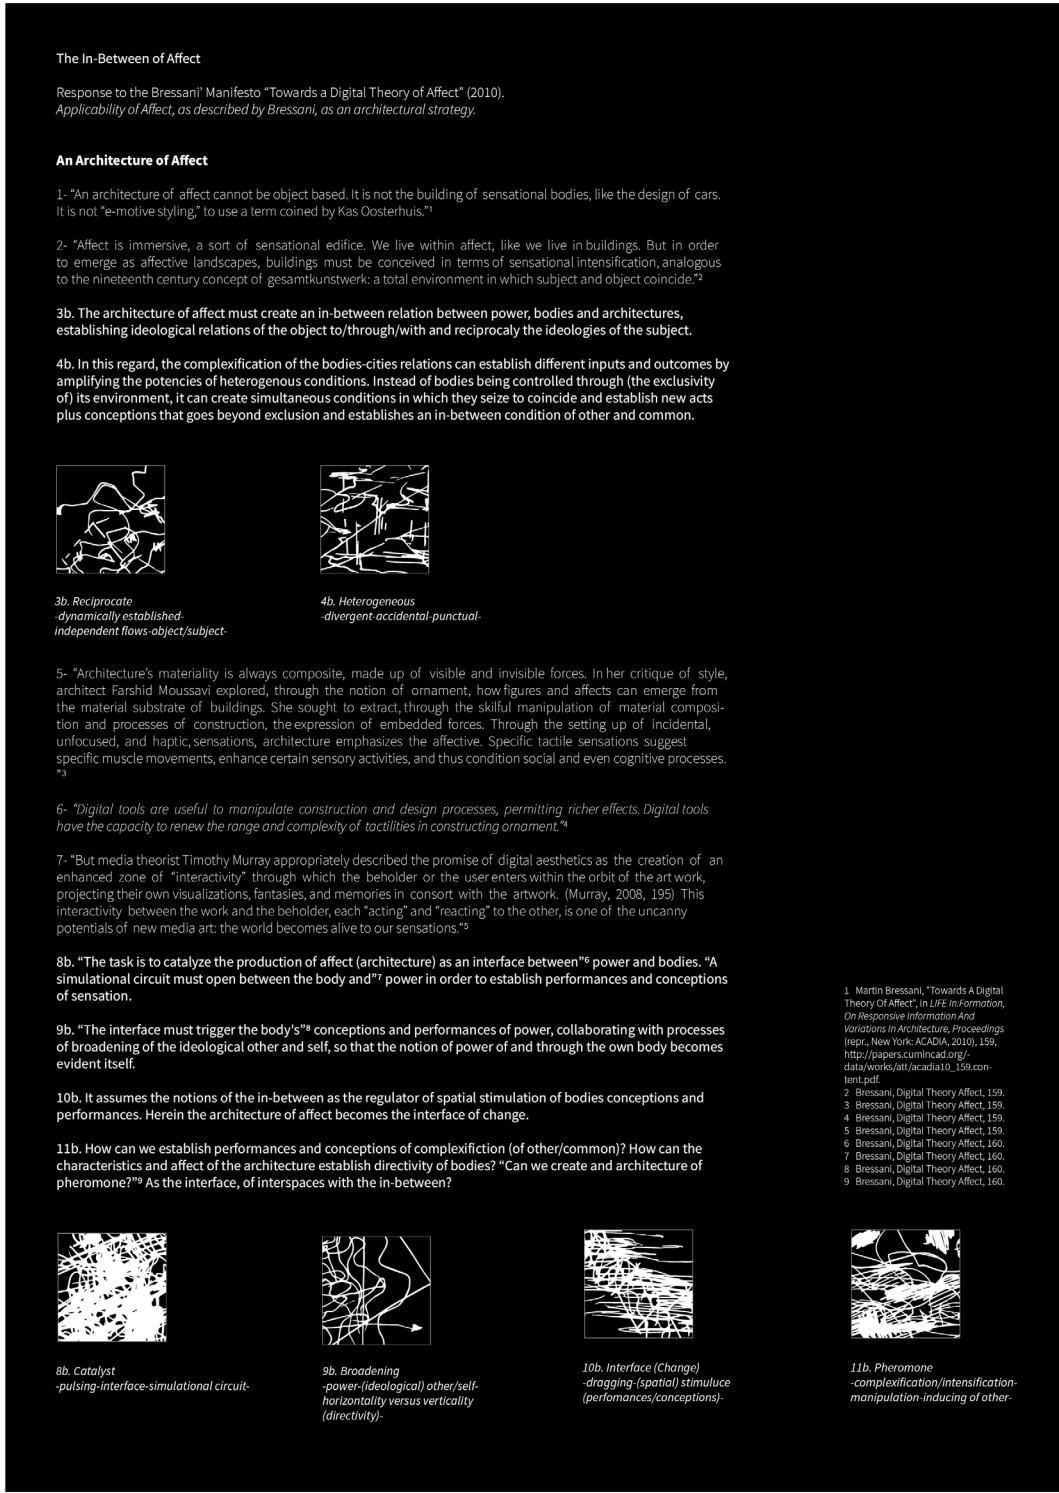 The In-Between of Affect
Response to the Bressani’ Manifesto “Towards a Digital Theory of Affect” (2010).
Applicability of Affect, as described by Bressani, as an architectural strategy.
An Architecture of Affect
1- “An architecture of affect cannot be object based. It is not the building of sensational bodies, like the design of cars.
It is not “e-motive styling,” to use a term coined by Kas Oosterhuis.”¹
2- “Affect is immersive, a sort of sensational edifice. We live within affect, like we live in buildings. But in order
to emerge as affective landscapes, buildings must be conceived in terms of sensational intensification, analogous
to the nineteenth century concept of gesamtkunstwerk: a total environment in which subject and object coincide.”²
3b. The architecture of affect must create an in-between relation between power, bodies and architectures,
establishing ideological relations of the object to/through/with and reciprocaly the ideologies of the subject.
4b. In this regard, the complexification of the bodies-cities relations can establish different inputs and outcomes by
amplifying the potencies of heterogenous conditions. Instead of bodies being controlled through (the exclusivity
of) its environment, it can create simultaneous conditions in which they seize to coincide and establish new acts
plus conceptions that goes beyond exclusion and establishes an in-between condition of other and common.
3b. Reciprocate
-dynamically established-
independent flows-object/subject-
4b. Heterogeneous
-divergent-accidental-punctual-
5- “Architecture’s materiality is always composite, made up of visible and invisible forces. In her critique of style,
architect Farshid Moussavi explored, through the notion of ornament, how figures and affects can emerge from
the material substrate of buildings. She sought to extract, through the skilful manipulation of material composi-
tion and processes of construction, the expression of embedded forces. Through the setting up of incidental,
unfocused, and haptic, sensations, architecture emphasizes the affective. Specific tactile sensations suggest
specific muscle movements, enhance certain sensory activities, and thus condition social and even cognitive processes.
”³
6- “Digital tools are useful to manipulate construction and design processes, permitting richer effects. Digital tools
have the capacity to renew the range and complexity of tactilities in constructing ornament.”⁴
7- “But media theorist Timothy Murray appropriately described the promise of digital aesthetics as the creation of an
enhanced zone of “interactivity” through which the beholder or the user enters within the orbit of the art work,
projecting their own visualizations, fantasies, and memories in consort with the artwork. (Murray, 2008, 195) This
interactivity between the work and the beholder, each “acting” and “reacting” to the other, is one of the uncanny
potentials of new media art: the world becomes alive to our sensations.“⁵
8b. “The task is to catalyze the production of affect (architecture) as an interface between”⁶ power and bodies. “A
simulational circuit must open between the body and”⁷ power in order to establish performances and conceptions
of sensation.
9b. “The interface must trigger the body's”⁸ conceptions and performances of power, collaborating with processes
of broadening of the ideological other and self, so that the notion of power of and through the own body becomes
evident itself.
10b. It assumes the notions of the in-between as the regulator of spatial stimulation of bodies conceptions and
performances. Herein the architecture of affect becomes the interface of change.
11b. How can we establish performances and conceptions of complexifiction (of other/common)? How can the
characteristics and affect of the architecture establish directivity of bodies? “Can we create and architecture of
pheromone?”⁹ As the interface, of interspaces with the in-between?
1 Martin Bressani, "Towards A Digital
Theory Of Affect", in LIFE In:Formation,
On Responsive Information And
Variations In Architecture, Proceedings
(repr., New York: ACADIA, 2010), 159,
http://papers.cumincad.org/-
data/works/att/acadia10_159.con-
tent.pdf.
2 Bressani, Digital Theory Affect, 159.
3 Bressani, Digital Theory Affect, 159.
4 Bressani, Digital Theory Affect, 159.
5 Bressani, Digital Theory Affect, 159.
6 Bressani, Digital Theory Affect, 160.
7 Bressani, Digital Theory Affect, 160.
8 Bressani, Digital Theory Affect, 160.
9 Bressani, Digital Theory Affect, 160.
8b. Catalyst
-pulsing-interface-simulational circuit-
9b. Broadening
-power-(ideological) other/self-
horizontality versus verticality
(directivity)-
10b. Interface (Change)
-dragging-(spatial) stimuluce
(perfomances/conceptions)-
11b. Pheromone
-complexification/intensification-
manipulation-inducing of other-